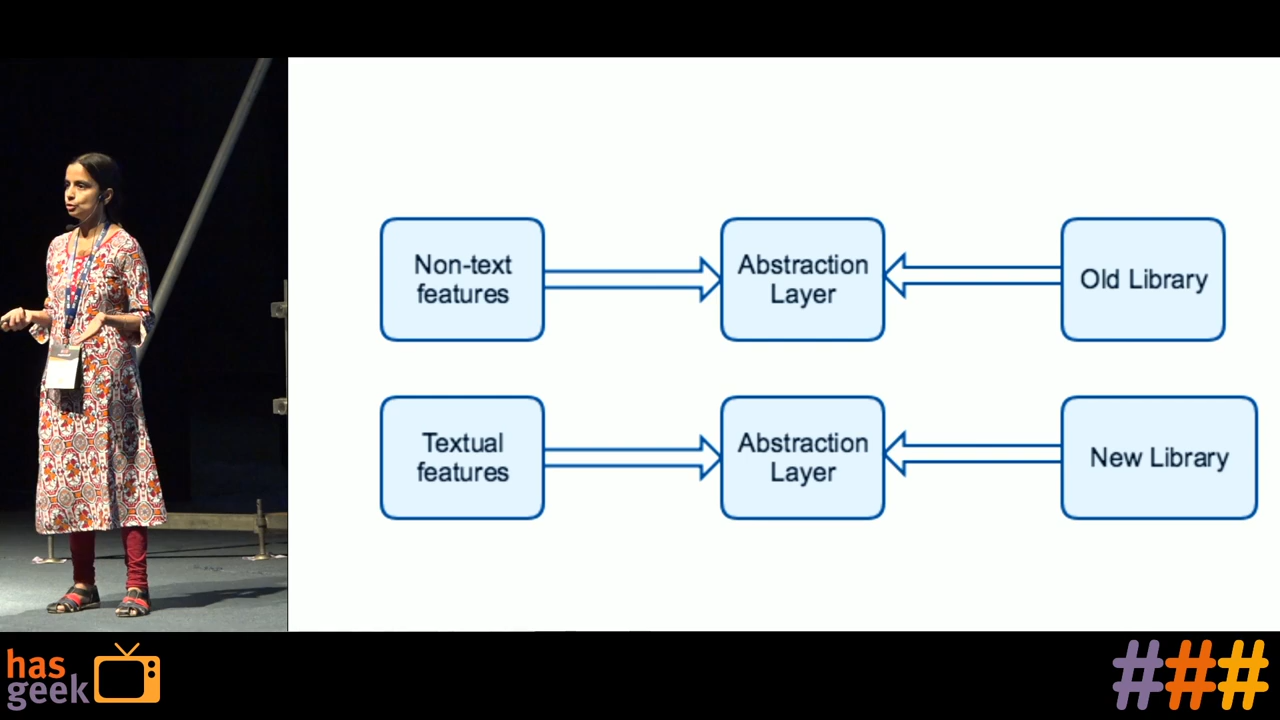 Non-text
features
Abstraction
Layer
Old Library
Textual
features
Abstraction
Layer
New Library
has
geek
###